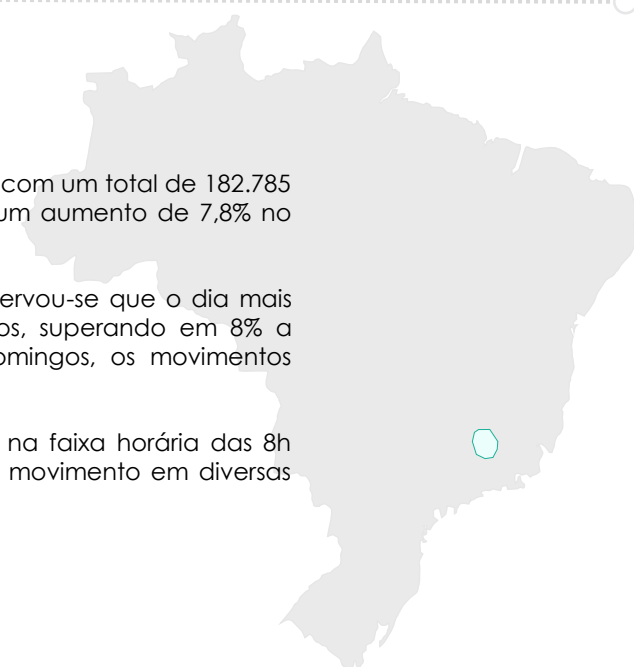 com um total de 182.785
um aumento de 7,8% no
ervou-se que o dia mais
os, superando em 8% a
omingos, os movimentos
na faixa horária das 8h
movimento em diversas